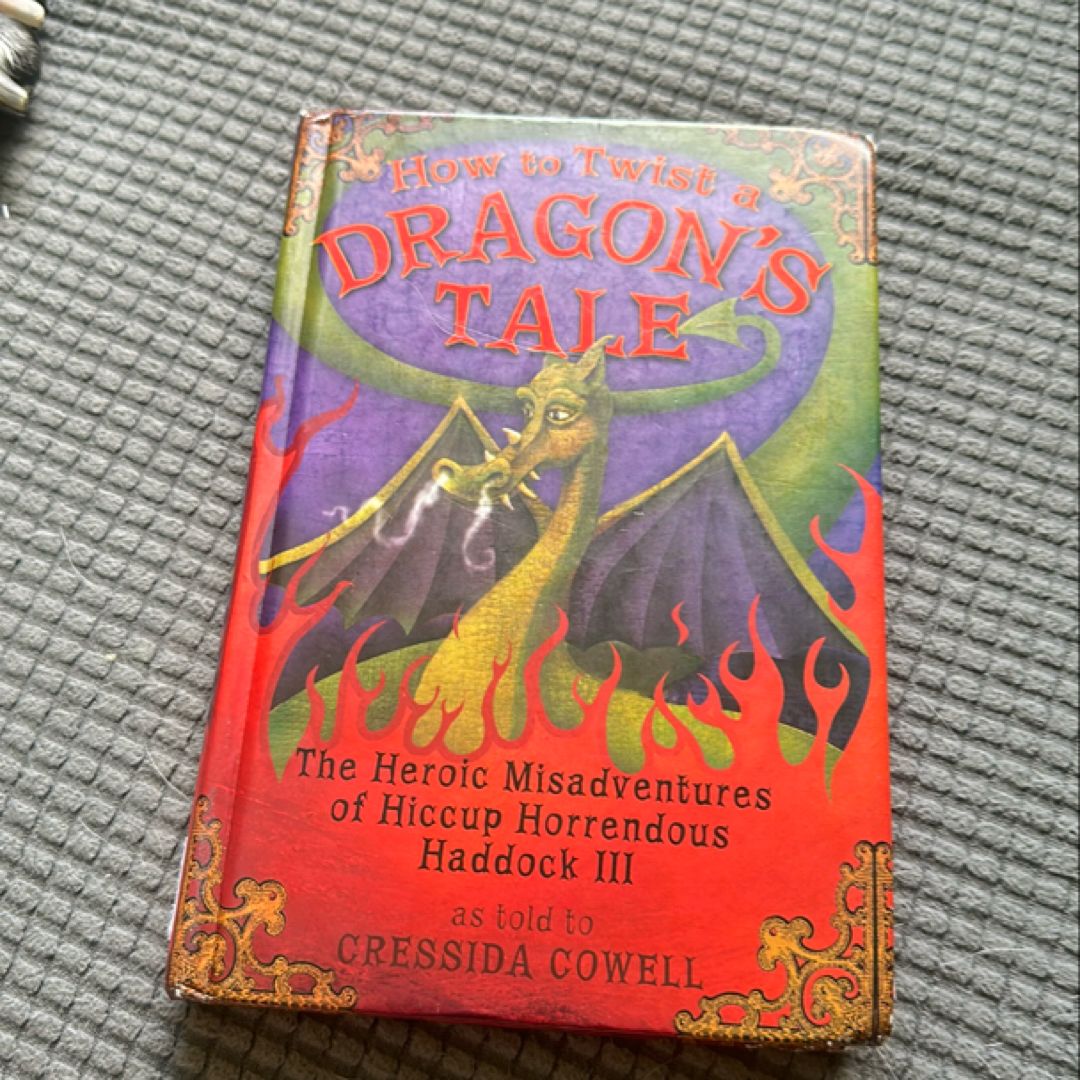 How to Twist a
DRAGON'S
TALE
The Heroic Misadventures
of Hiccup Horrendous
Haddock III
as told to
CRESSIDA COWELL